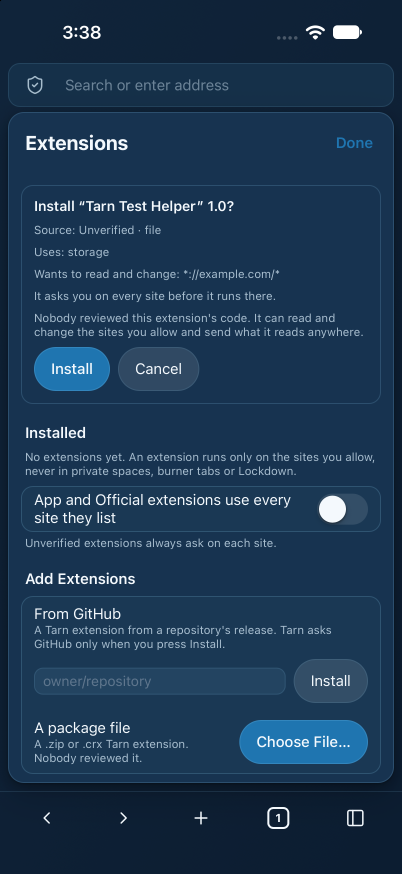 3:38
Search or enter address
Extensions
Done
Install “Tarn Test Helper” 1.0?
Source: Unverified · file
Uses: storage
Wants to read and change: *://example.com/*
It asks you on every site before it runs there.
Nobody reviewed this extension's code. It can read and
change the sites you allow and send what it reads anywhere.
Install
Cancel
Installed
No extensions yet. An extension runs only on the sites you allow,
never in private spaces, burner tabs or Lockdown.
App and Official extensions use every
site they list
Unverified extensions always ask on each site.
Add Extensions
From GitHub
A Tarn extension from a repository's release. Tarn asks
GitHub only when you press Install.
owner/repository
Install
A package file
A .zip or .crx Tarn extension.
Nobody reviewed it.
Choose File...
1